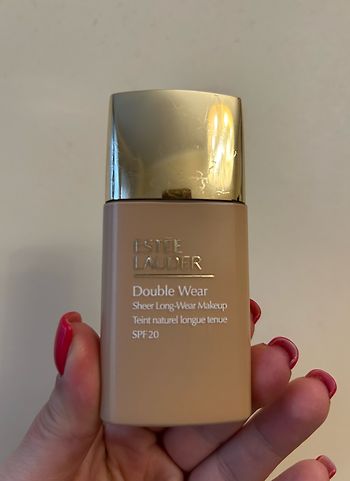 ESTĒE
LAUDER
Double Wear
Sheer Long-Wear Makeup
Teint naturel longue tenue
SPF 20